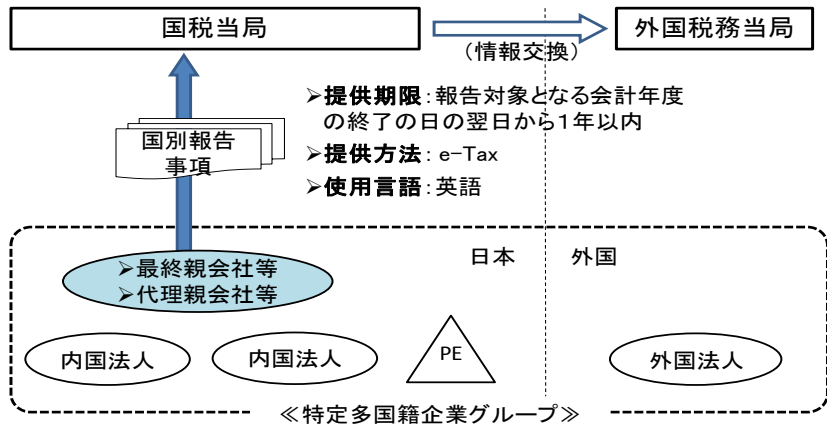 国税当局
(情報交換)
外国税務当局
➢提供期限：報告対象となる会計年度
の終了の日の翌日から１年以内
➢提供方法：e-Tax
➢使用言語：英語
国別報告
事項
日本
外国
➢最終親会社等
➢代理親会社等
内国法人
内国法人
PE
外国法人
≪特定多国籍企業グループ≫